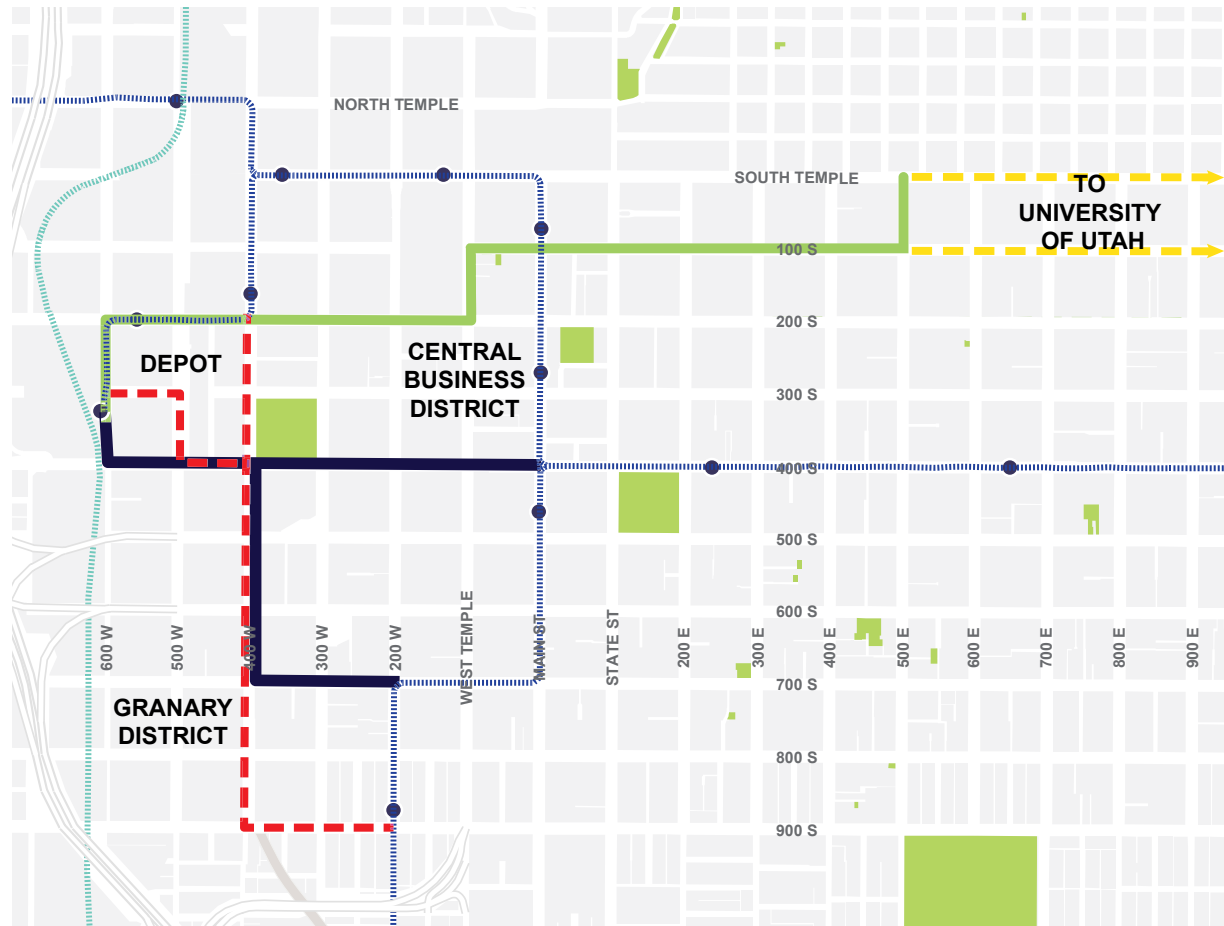 NORTH TEMPLE
SOUTH TEMPLE
TO
UNIVERSITY
OF UTAH
100 S
200 S
DEPOT
CENTRAL
BUSINESS
DISTRICT
300 S
400 S
500 S
600 S
600 W
500 W
400 W
300 W
200 W
WEST TEMPLE
MAIN ST
STATE ST
200 E
300 E
400 E
500 E
600 E
700 E
800 E
900 E
700 S
GRANARY
DISTRICT
800 S
900 S